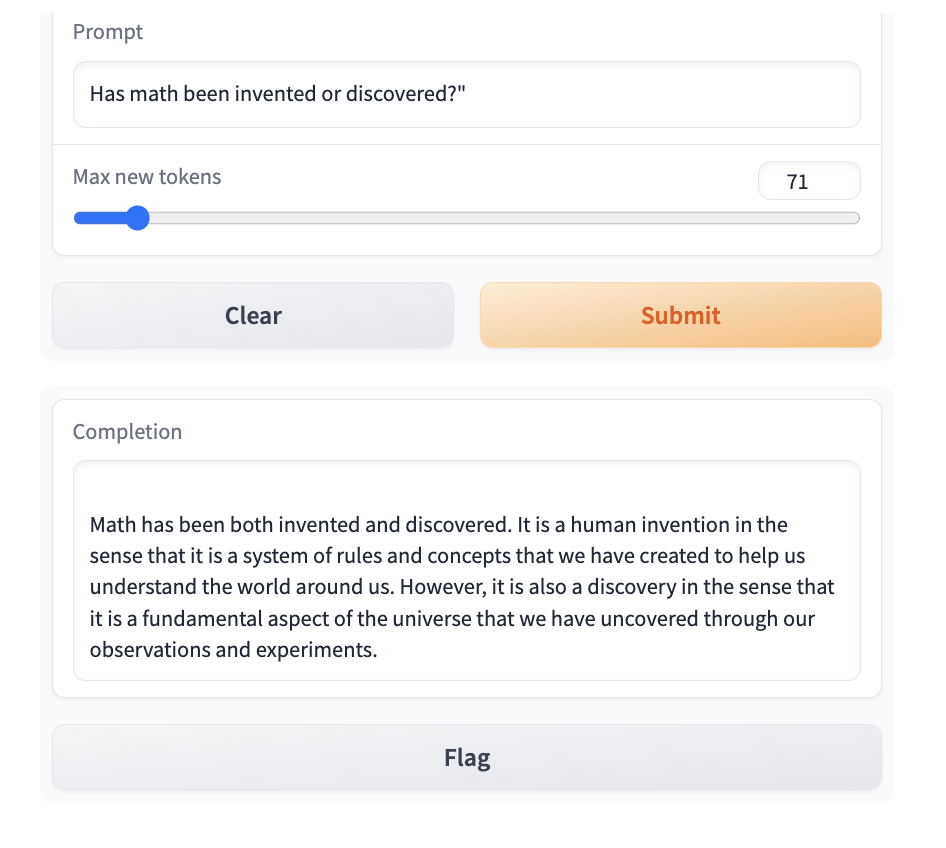 Prompt
Has math been invented or discovered?"
Max new tokens
71
Clear
Submit
Completion
Math has been both invented and discovered. It is a human invention in the
sense that it is a system of rules and concepts that we have created to help us
understand the world around us. However, it is also a discovery in the sense that
it is a fundamental aspect of the universe that we have uncovered through our
observations and experiments.
Flag